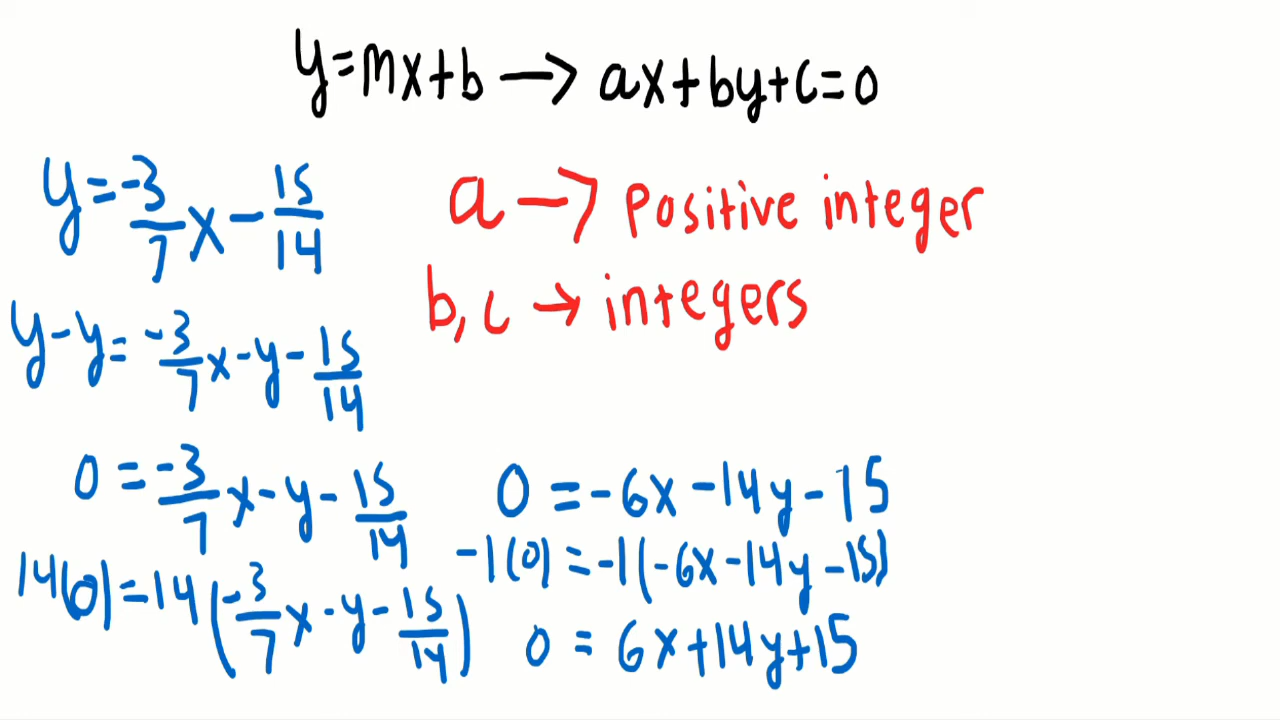 y=mx+b → ax+by+c=0
y=-3/7x-15/14
a → positive integer
b, c → integers
y-y=-3/7x-y-15/14
0=-3/7x-y-15/14
14(0)=14(-3/7x-y-15/14)
0=-6x-14y-15
-1(0)=-1(-6x-14y-15)
0=6x+14y+15